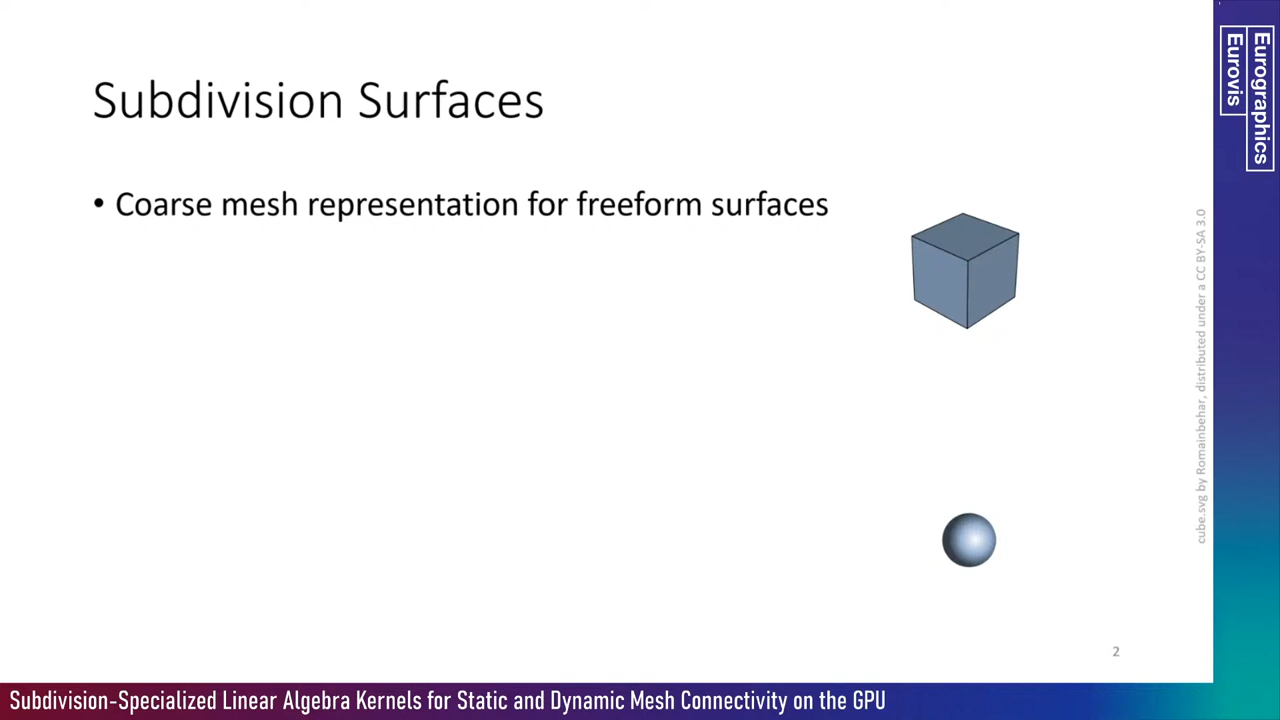 Subdivision Surfaces
• Coarse mesh representation for freeform surfaces
cube.svg by Romainbehar, distributed under a CC BY-SA 3.0
2
Eurographics
Eurovis
Subdivision-Specialized Linear Algebra Kernels for Static and Dynamic Mesh Connectivity on the GPU